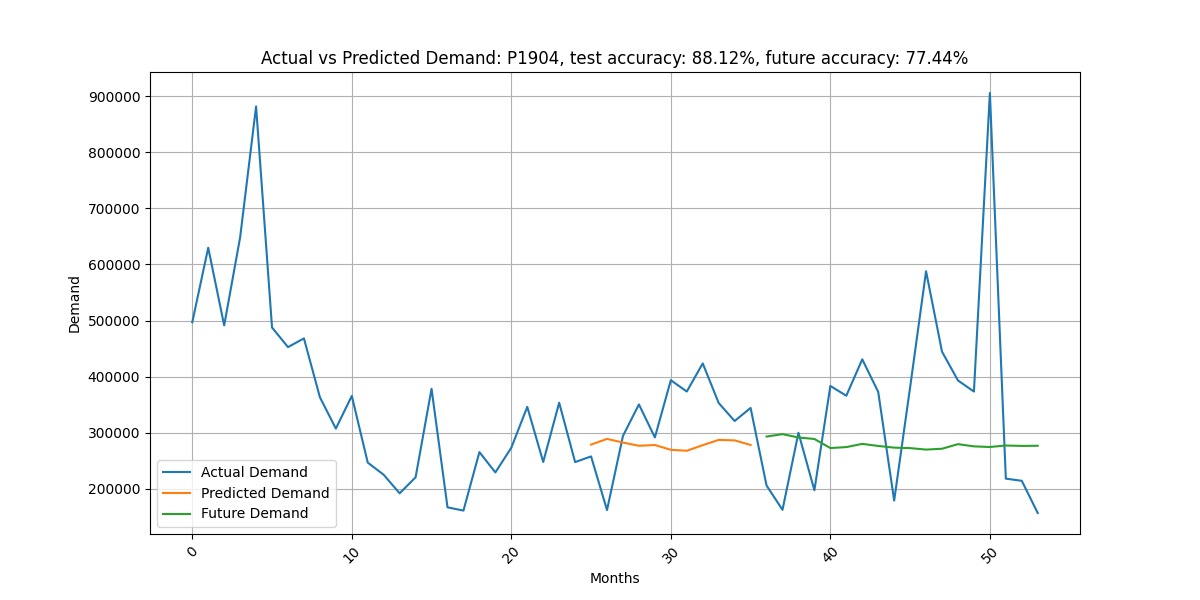 Actual vs Predicted Demand: P1904, test accuracy: 88.12%, future accuracy: 77.44%
900000
800000
700000
600000
500000
400000
300000
200000
Demand
Actual Demand
Predicted Demand
Future Demand
0
10
20
30
40
50
Months